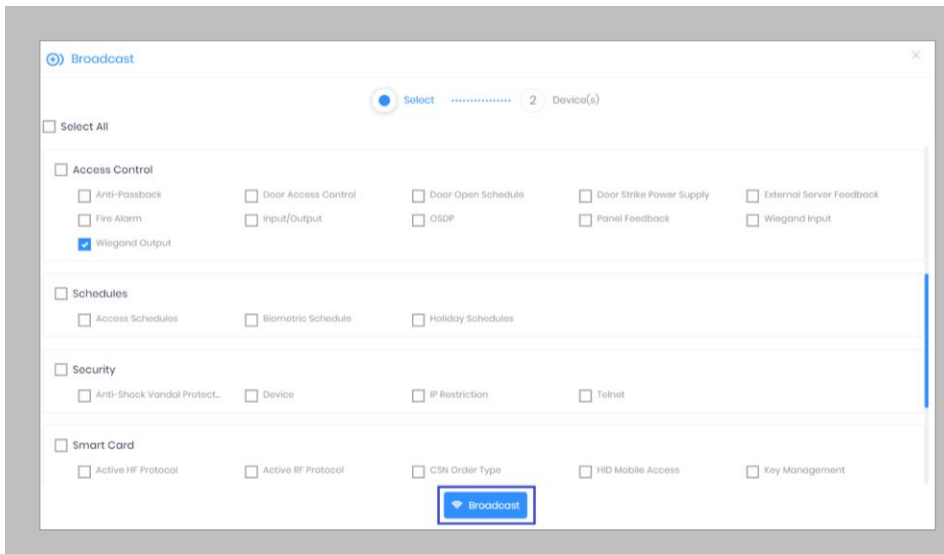 Broadcast
Select 2 Device(s)
Select All
Access Control
Anti-Passback Door Access Control Door Open Schedule Door Strike Power Supply External Server Feedback
Fire Alarm Input/Output OSDP Panel Feedback Wiegand Input
Wiegand Output
Schedules
Access Schedules Biometric Schedule Holiday Schedules
Security
Anti-Shock Vandal Protect... Device IP Restriction Telnet
Smart Card
Active HF Protocol Active RF Protocol CSN Order Type HID Mobile Access Key Management
Broadcast